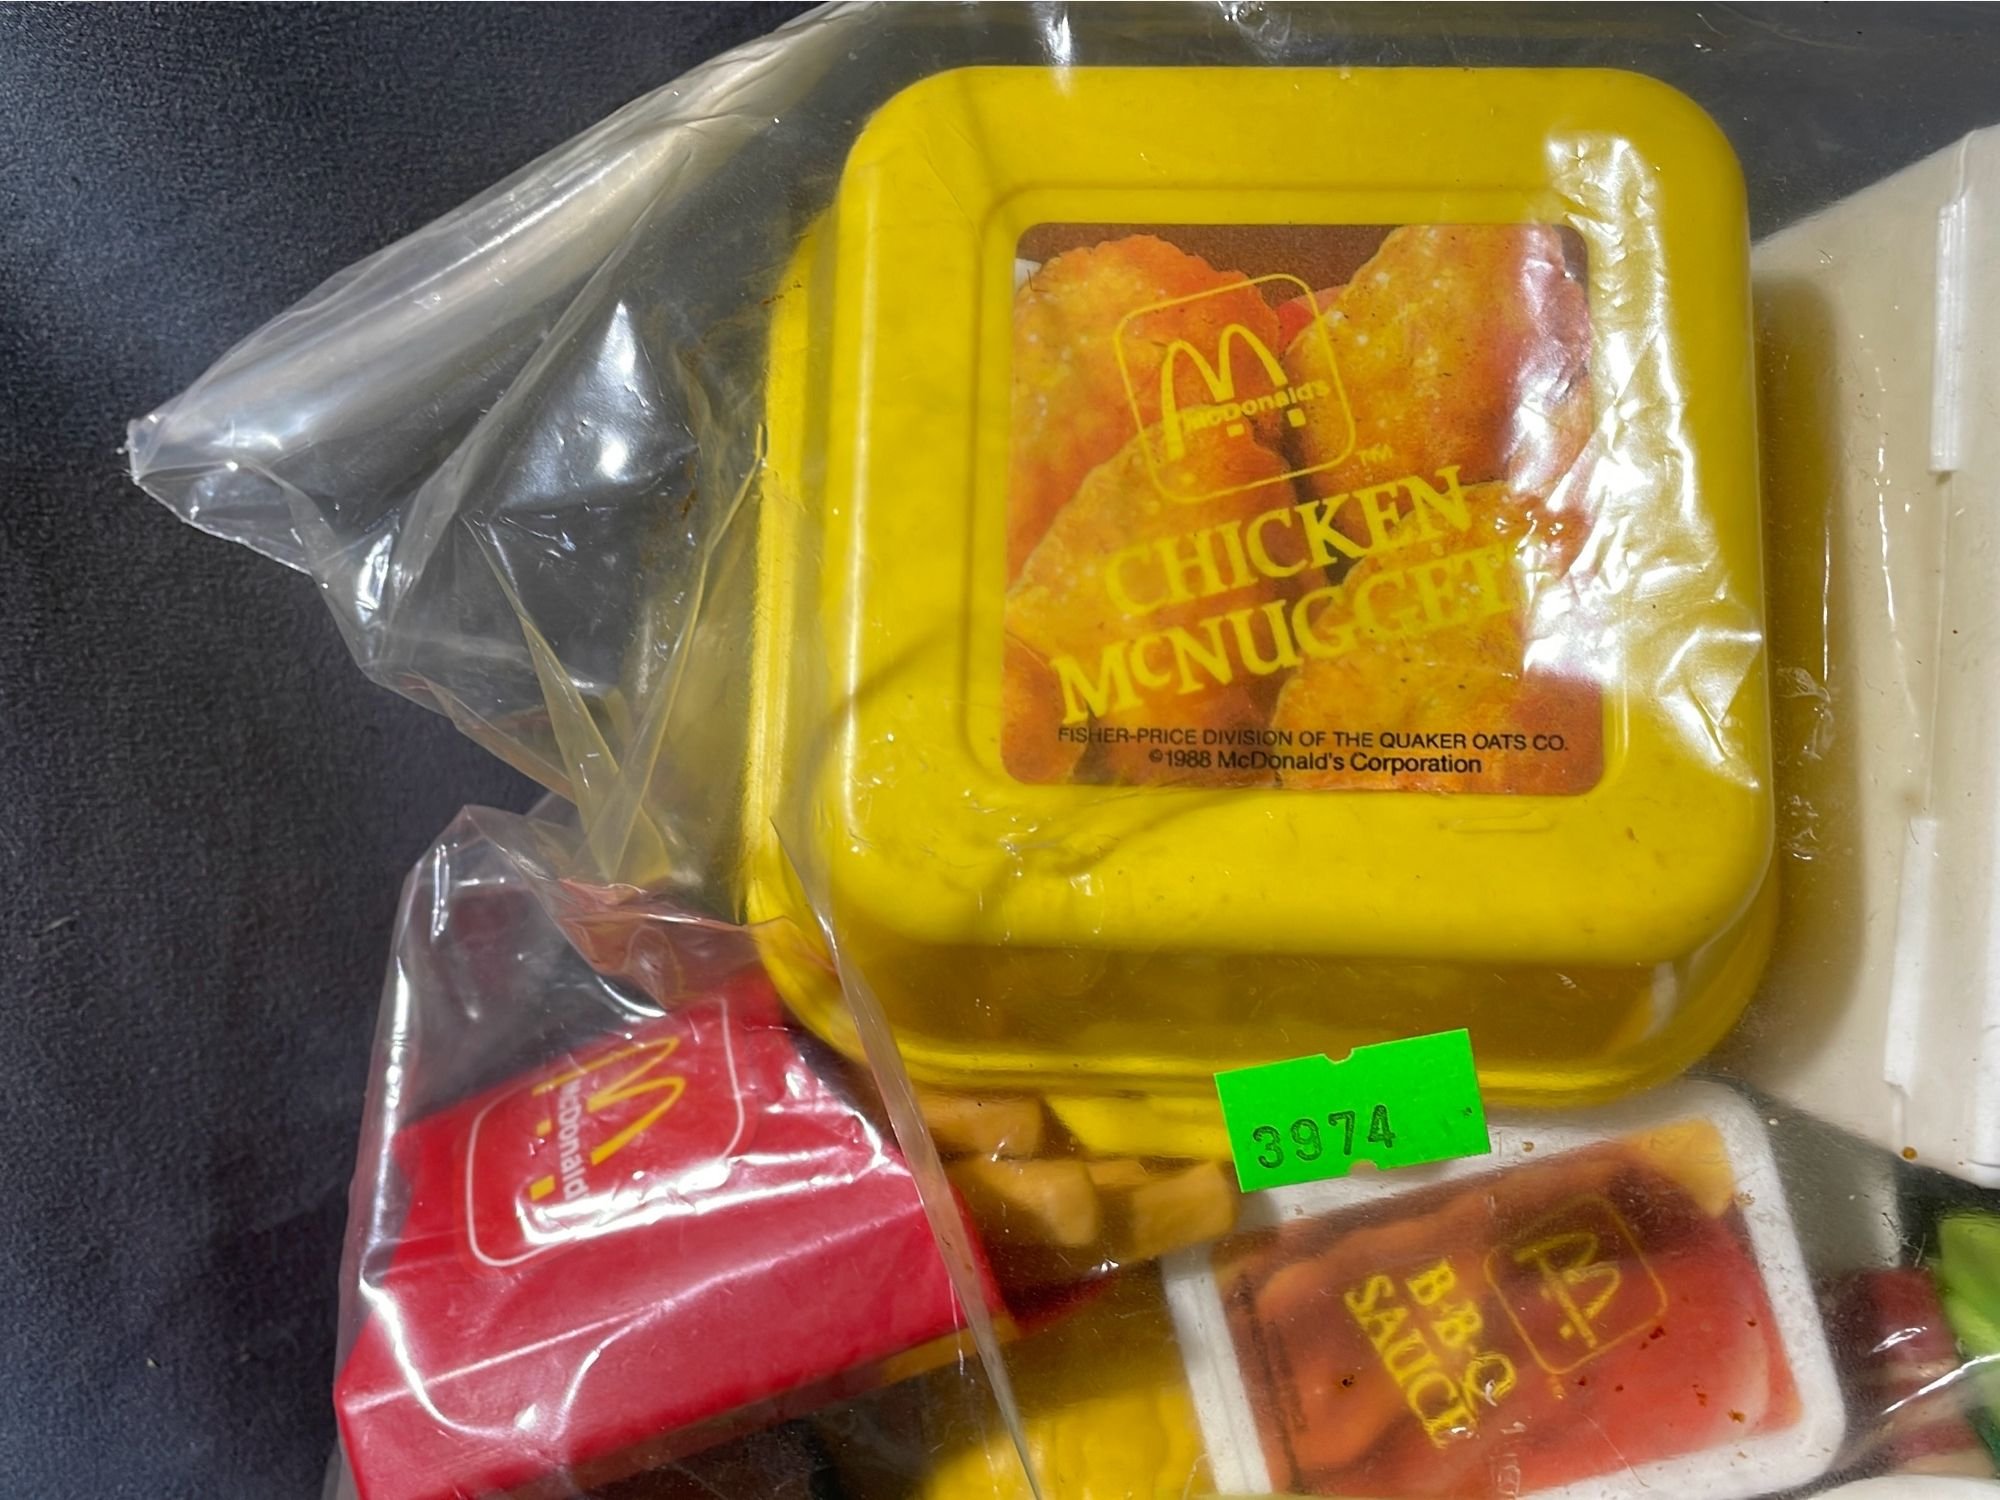 McDonald's
TM
CHICKEN
McNUGGETS
FISHER-PRICE DIVISION OF THE QUAKER OATS CO.
©1988 McDonald's Corporation
McDonald's
3974
B·B·Q
SAUCE